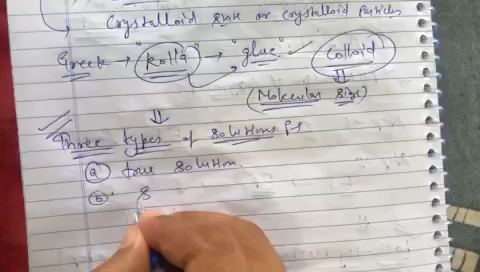 Crystalloid size or crystalloid particles
Greek → "Kolla" → "glue". Colloid
(Molecular size)
Three types of solutions
(a) true solution.
(b) S